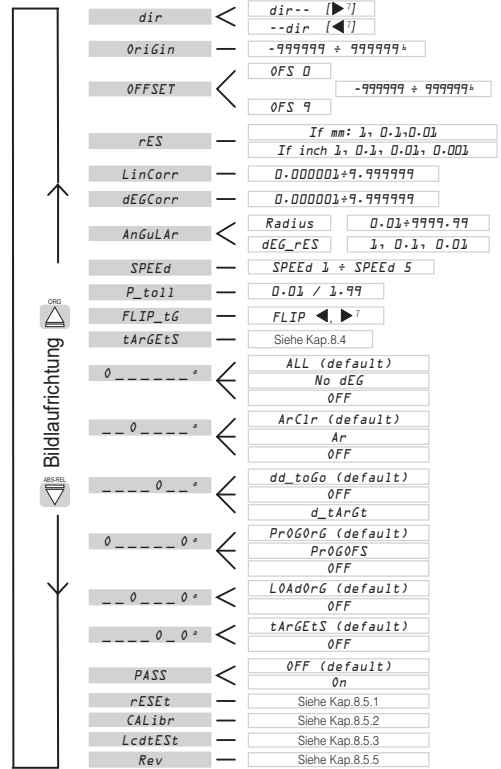 dir
dir-- [▶ 7]
--dir [◀ 7]
OriGin
-999999 ÷ 999999 6
OFFSET
OFS 0
-999999 ÷ 999999 6
OFS 9
rES
If mm: 1, 0.1, 0.01
If inch 1, 0.1, 0.01, 0.001
LinCorr
0.000001÷9.999999
dEGCorr
0.000001÷9.999999
AnGuLAr
Radius
0.01÷9999.99
dEG_rES
1, 0.1, 0.01
SPEEd
SPEEd 1 ÷ SPEEd 5
P_toll
0.01 / 1.99
FLIP_tG
FLIP ◀, ▶ 7
tArGEtS
Siehe Kap.8.4
0______
ALL (default)
No dEG
OFF
__0____
ArClr (default)
Ar
OFF
____0__
dd_toGo (default)
OFF
d_tArGt
0_____0
PrOGOrG (default)
PrOGOFS
OFF
__0___0
LOAdOrG (default)
OFF
____0_0
tArGEtS (default)
OFF
PASS
OFF (default)
On
rESEt
Siehe Kap.8.5.1
CALibr
Siehe Kap.8.5.2
LcdtESt
Siehe Kap.8.5.3
Rev
Siehe Kap.8.5.5
ORG
Bildlaufrichtung
ABS-REL